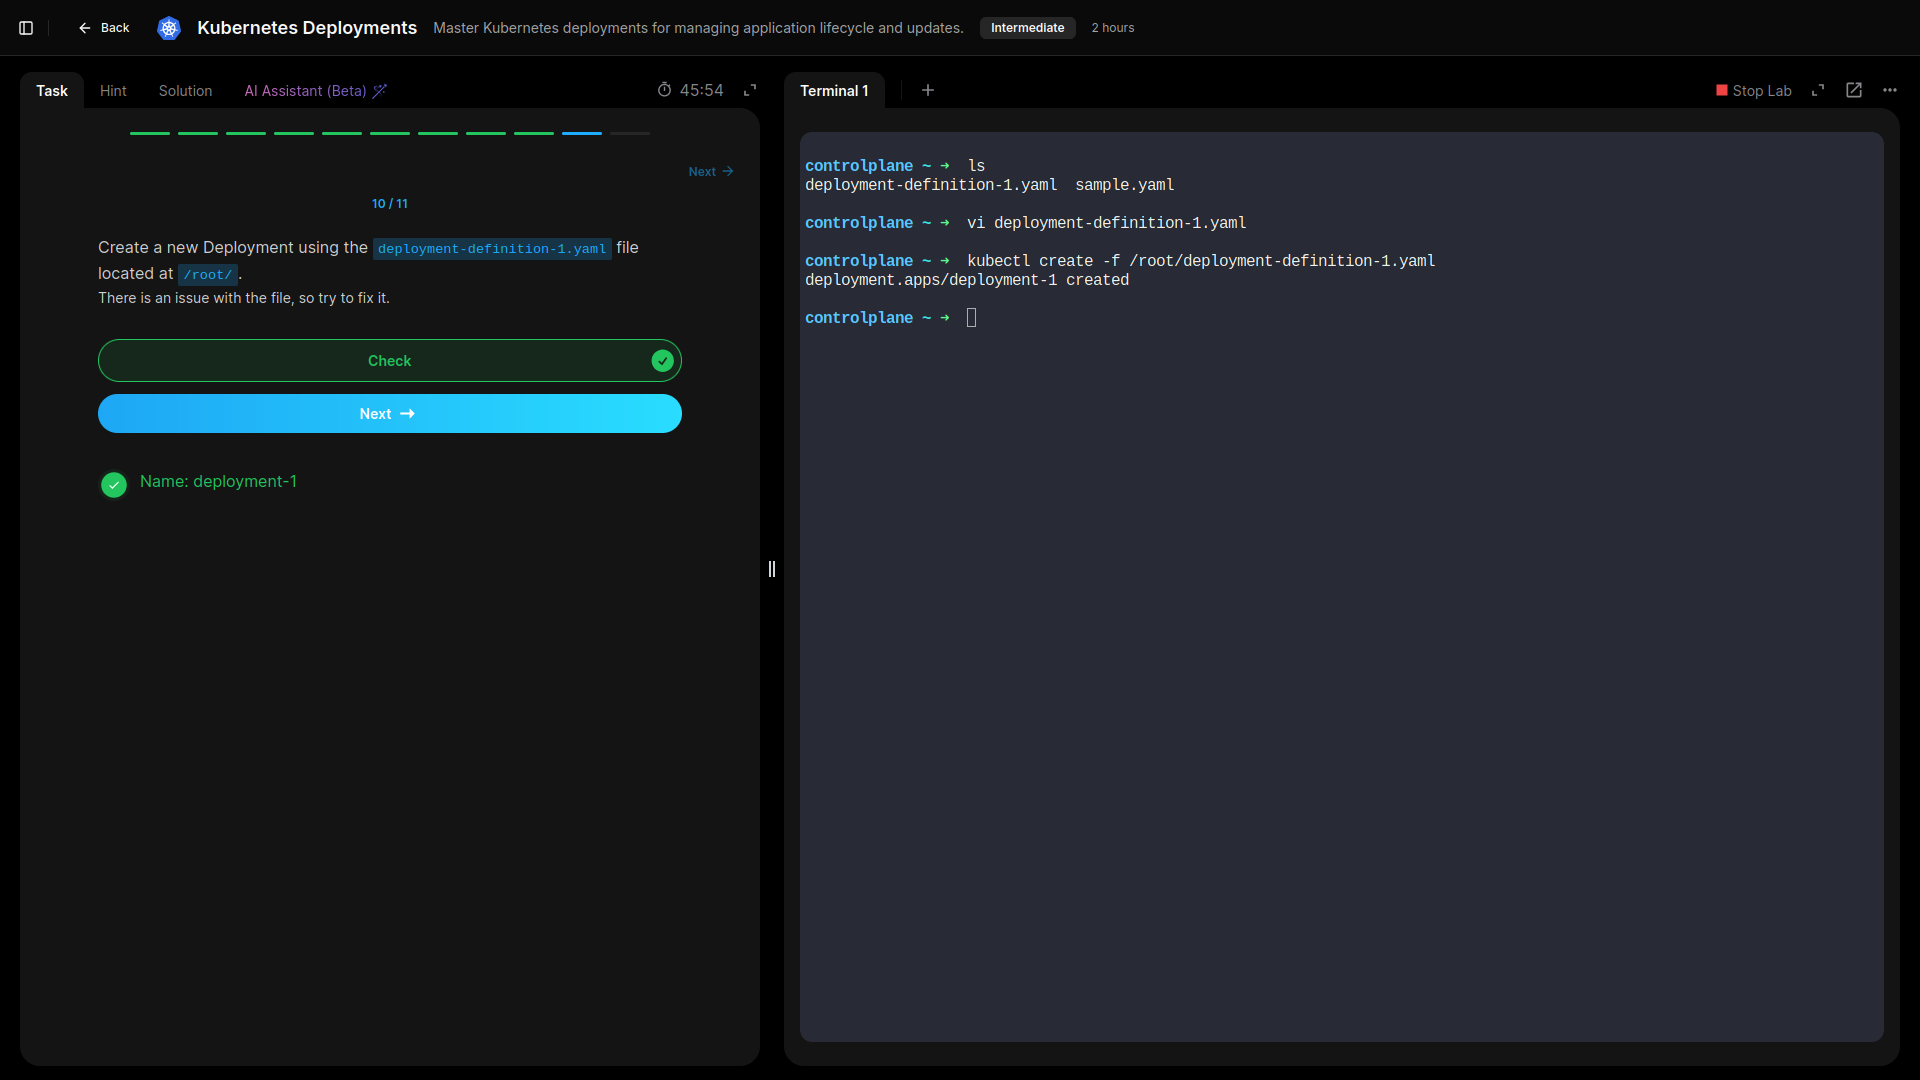 Back
Kubernetes Deployments
Master Kubernetes deployments for managing application lifecycle and updates.
Intermediate
2 hours
Task
Hint
Solution
AI Assistant (Beta)
45:54
Next
10 / 11
Create a new Deployment using the deployment-definition-1.yaml file
located at /root/.
There is an issue with the file, so try to fix it.
Check
Next
Name: deployment-1
Terminal 1
Stop Lab
controlplane ~ ➜ ls
deployment-definition-1.yaml sample.yaml
controlplane ~ ➜ vi deployment-definition-1.yaml
controlplane ~ ➜ kubectl create -f /root/deployment-definition-1.yaml
deployment.apps/deployment-1 created
controlplane ~ ➜